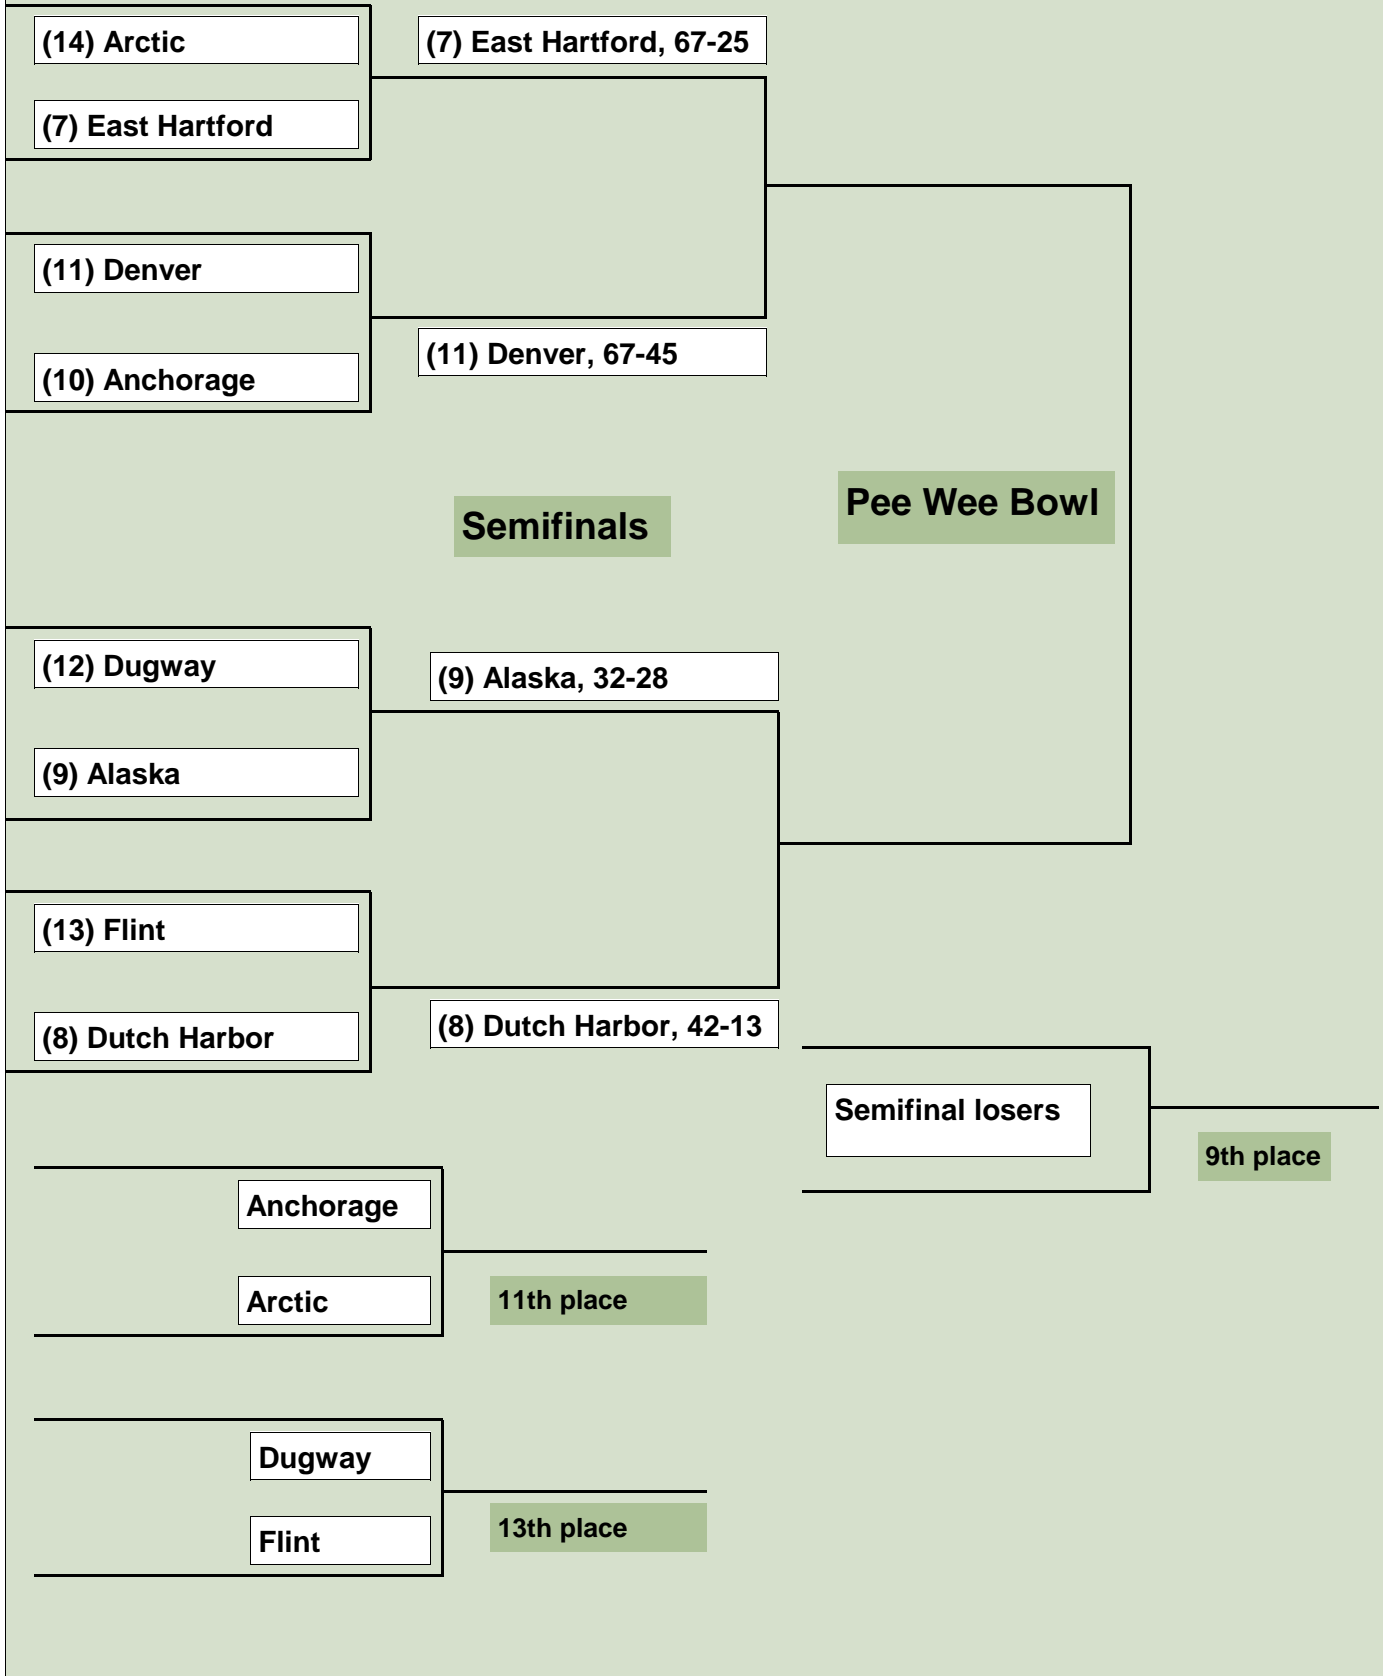 (14) Arctic
(7) East Hartford, 67-25
(7) East Hartford
(11) Denver
(11) Denver, 67-45
(10) Anchorage
Semifinals
Pee Wee Bowl
(12) Dugway
(9) Alaska, 32-28
(9) Alaska
(13) Flint
(8) Dutch Harbor, 42-13
(8) Dutch Harbor
Semifinal losers
9th place
Anchorage
Arctic
11th place
Dugway
Flint
13th place